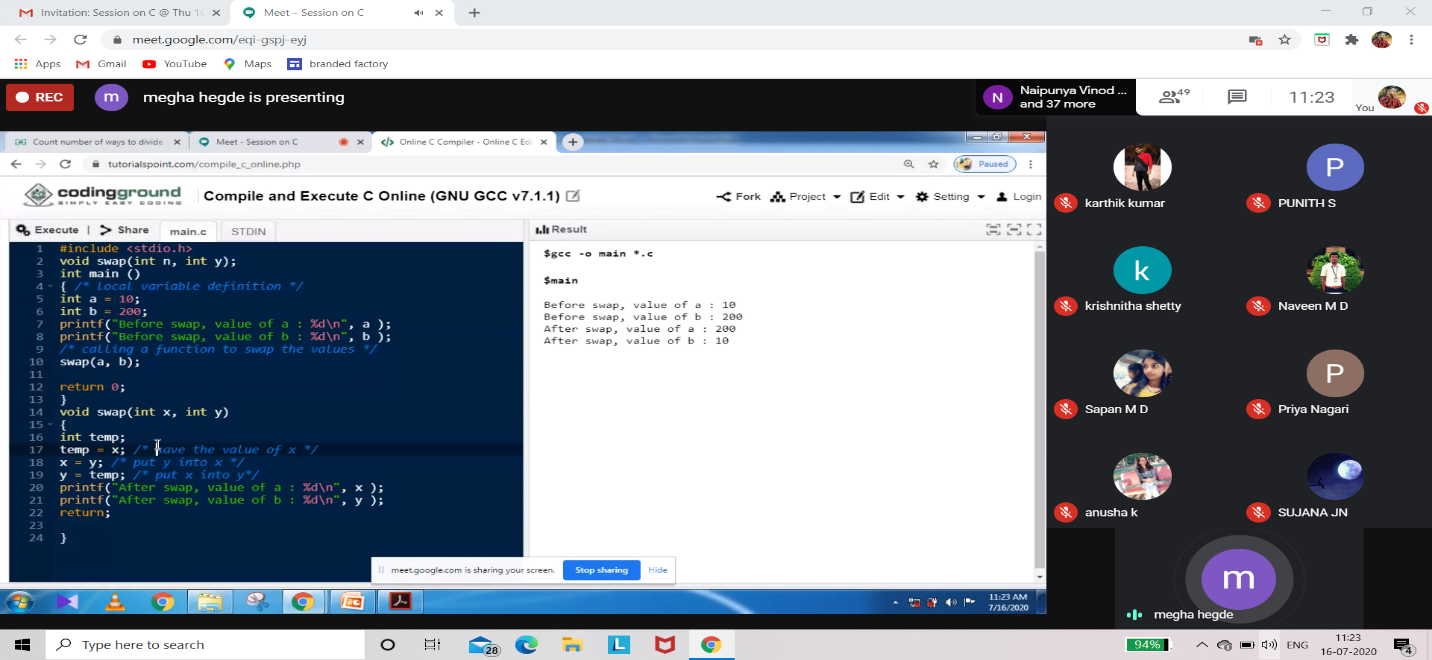 Invitation: Session on C @ Thu
Meet – Session on C
meet.google.com/eqi-gspj-eyj
Apps
Gmail
YouTube
Maps
branded factory
REC
m
megha hegde is presenting
N
Naipunya Vinod ...
and 37 more
49
11:23
You
Count number of ways to divide
Meet - Session on C
Online C Compiler - Online C Edi
tutorialspoint.com/compile_c_online.php
Paused
codingground
SIMPLY EASY CODING
Compile and Execute C Online (GNU GCC v7.1.1)
Fork
Project
Edit
Setting
Login
Execute |
Share
main.c
STDIN
Result
1 #include <stdio.h>
2 void swap(int n, int y);
3 int main ()
4 { /* local variable definition */
5 int a = 10;
6 int b = 200;
7 printf("Before swap, value of a : %d\n", a );
8 printf("Before swap, value of b : %d\n", b );
9 /* calling a function to swap the values */
10 swap(a, b);
11
12 return 0;
13 }
14 void swap(int x, int y)
15 {
16 int temp;
17 temp = x; /* save the value of x */
18 x = y; /* put y into x */
19 y = temp; /* put x into y*/
20 printf("After swap, value of a : %d\n", x );
21 printf("After swap, value of b : %d\n", y );
22 return;
23
24 }
$gcc -o main *.c
$main
Before swap, value of a : 10
Before swap, value of b : 200
After swap, value of a : 200
After swap, value of b : 10
meet.google.com is sharing your screen.
Stop sharing
Hide
11:23 AM
7/16/2020
karthik kumar
P
PUNITH S
k
krishnitha shetty
Naveen M D
Sapan M D
P
Priya Nagari
anusha k
SUJANA JN
m
megha hegde
Type here to search
28
L
94%
ENG
11:23
16-07-2020
4